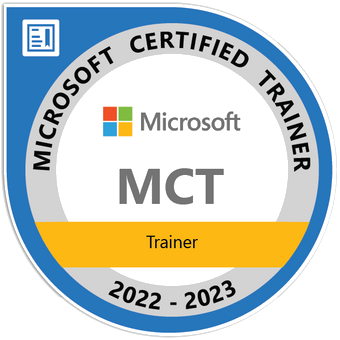 MICROSOFT CERTIFIED TRAINER
Microsoft
MCT
Trainer
2022 - 2023